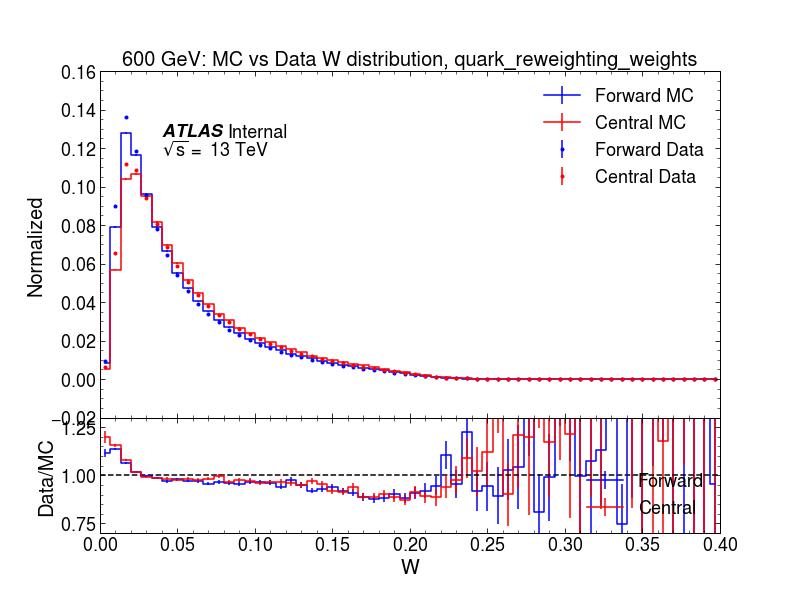 600 GeV: MC vs Data W distribution, quark_reweighting_weights
0.16
0.14
0.12
0.10
0.08
0.06
0.04
0.02
0.00
−0.02
Normalized
ATLAS Internal
√s = 13 TeV
Forward MC
Central MC
Forward Data
Central Data
1.25
1.00
0.75
Data/MC
Forward
Central
0.00 0.05 0.10 0.15 0.20 0.25 0.30 0.35 0.40
W